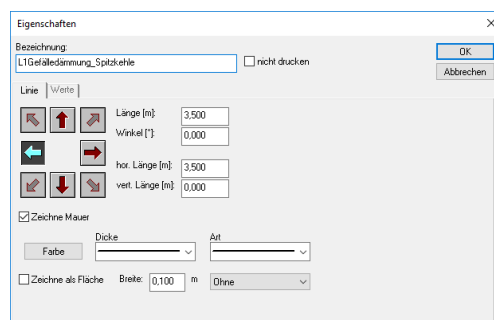 Eigenschaften
Bezeichnung:
L1Gefälledämmung_Spitzkehle
nicht drucken
OK
Abbrechen
Linie Werte
Länge [m]: 3,500
Winkel [°]: 0,000
hor. Länge [m]: 3,500
vert. Länge [m]: 0,000
Zeichne Mauer
Dicke Art
Farbe
Zeichne als Fläche Breite: 0,100 m Ohne